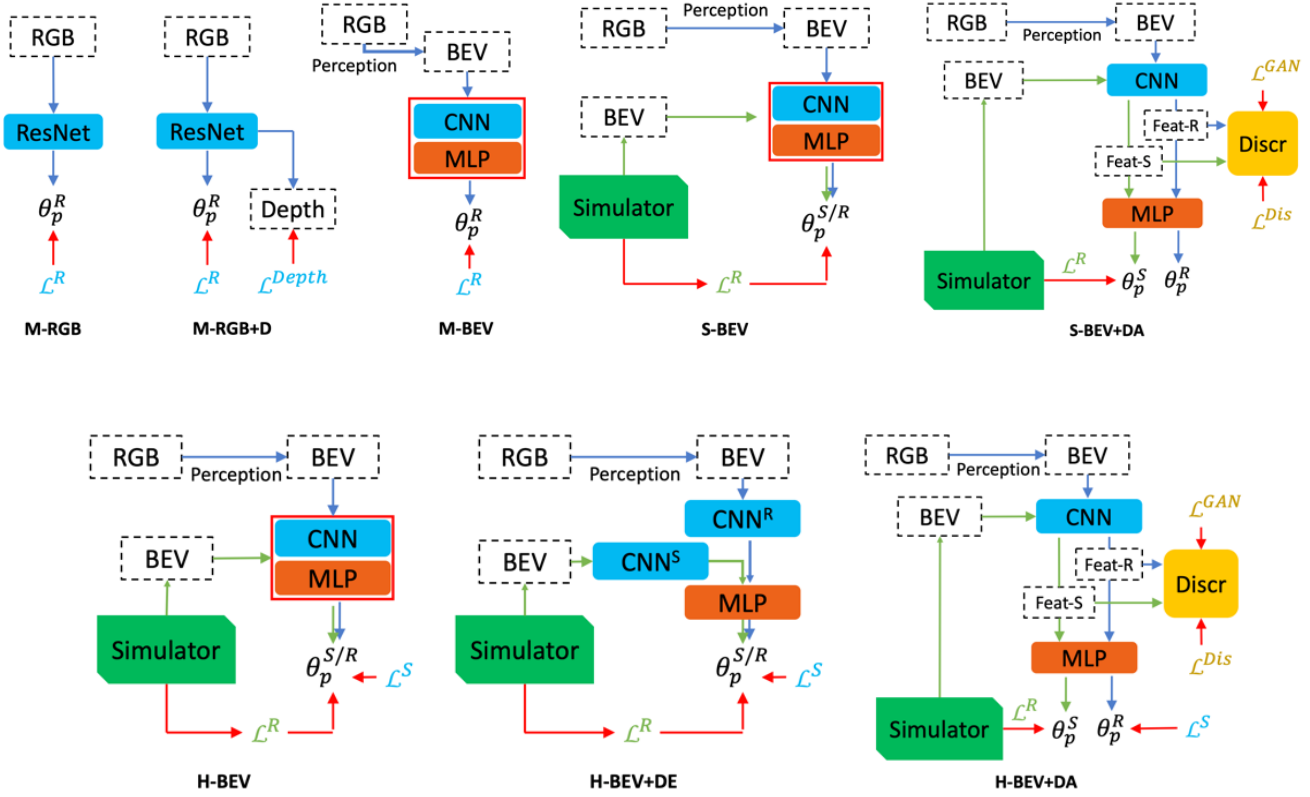 RGB
ResNet
θ_p^R
ℒ^R
M-RGB
RGB
ResNet
θ_p^R
Depth
ℒ^R
ℒ^Depth
M-RGB+D
RGB
Perception
BEV
CNN
MLP
θ_p^R
ℒ^R
M-BEV
RGB
Perception
BEV
BEV
CNN
MLP
Simulator
θ_p^S/R
ℒ^R
S-BEV
RGB
Perception
BEV
BEV
CNN
ℒ^GAN
Feat-R
Discr
Feat-S
MLP
ℒ^Dis
Simulator
ℒ^R
θ_p^S
θ_p^R
S-BEV+DA
RGB
Perception
BEV
BEV
CNN
MLP
Simulator
θ_p^S/R
ℒ^S
ℒ^R
H-BEV
RGB
Perception
BEV
CNN^R
BEV
CNN^S
MLP
Simulator
θ_p^S/R
ℒ^S
ℒ^R
H-BEV+DE
RGB
Perception
BEV
BEV
CNN
ℒ^GAN
Feat-R
Discr
Feat-S
MLP
ℒ^Dis
Simulator
ℒ^R
θ_p^S
θ_p^R
ℒ^S
H-BEV+DA